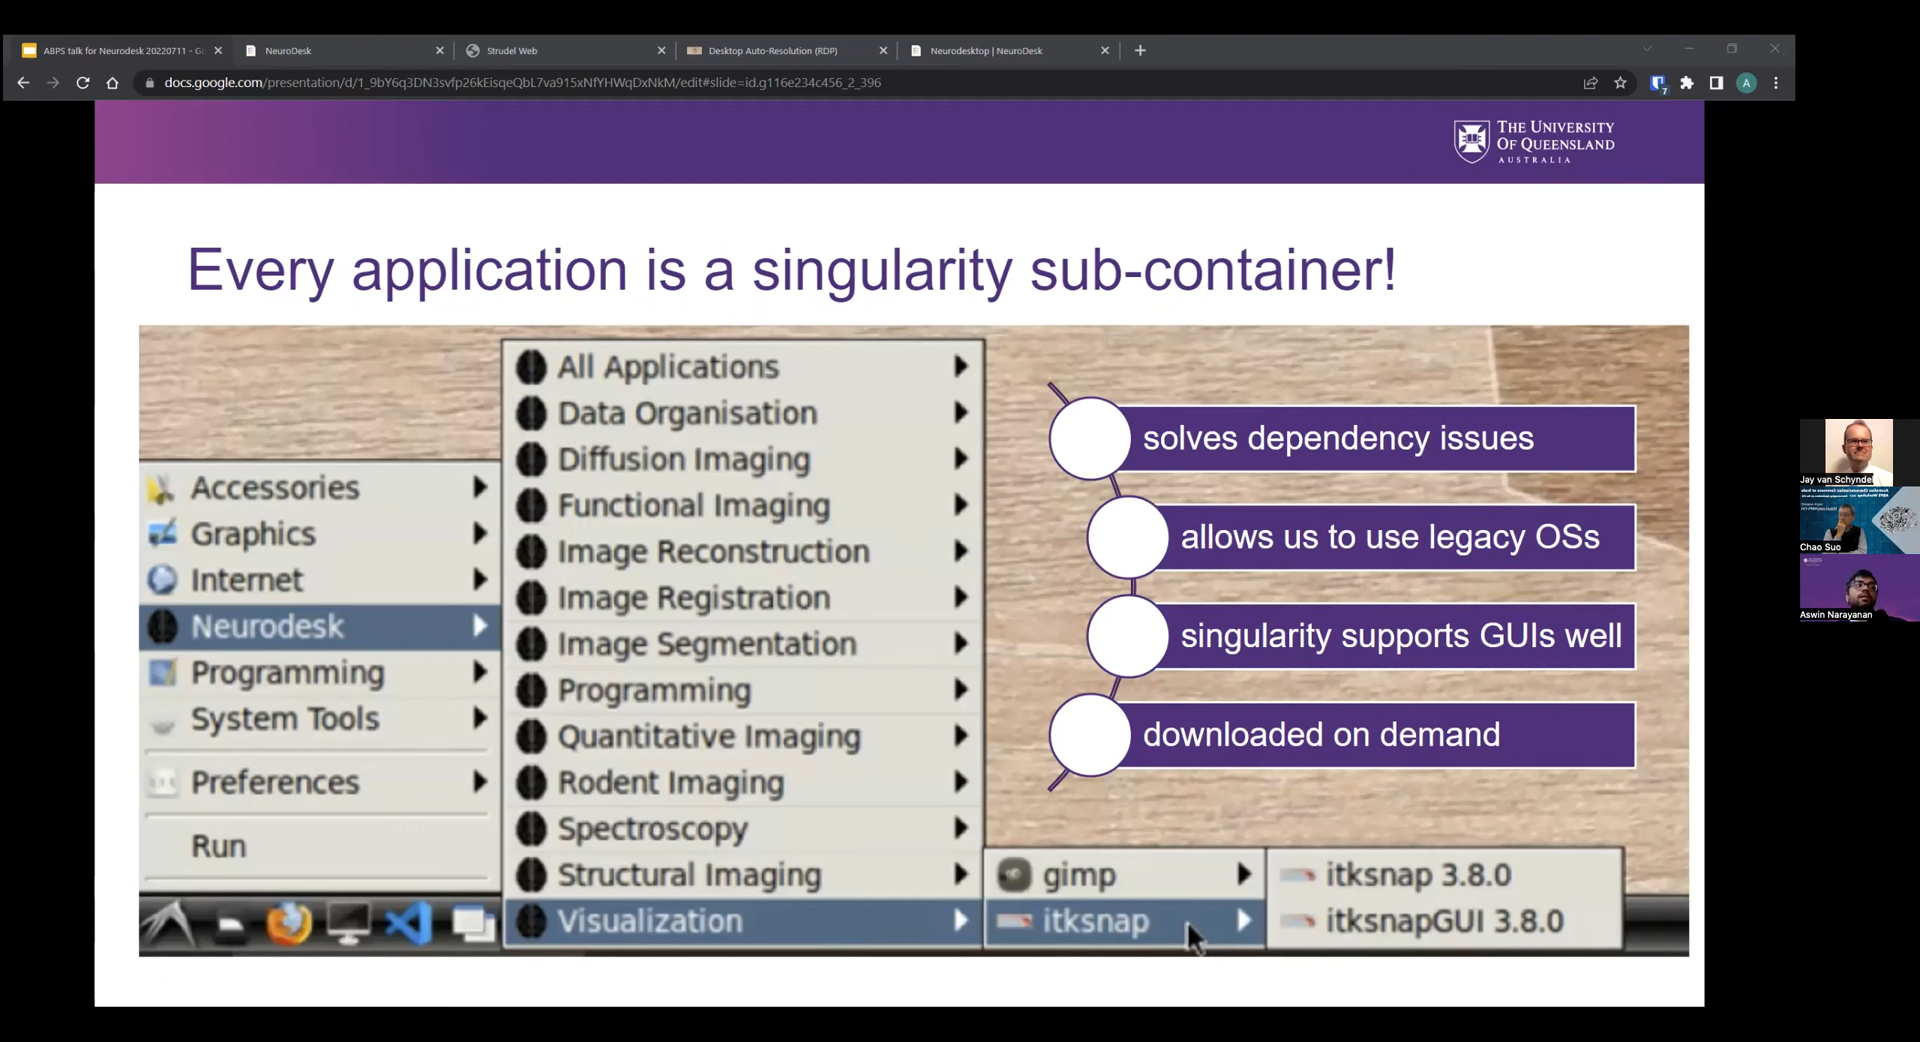 ABPS talk for Neurodesk 20220711 - Go
NeuroDesk
Strudel Web
Desktop Auto-Resolution (RDP)
Neurodesktop | NeuroDesk
docs.google.com/presentation/d/1_9bY6q3DN3svfp26kEisqeQbL7va915xNfYHWqDxNkM/edit#slide=id.g116e234c456_2_396
7
A
THE UNIVERSITY
OF QUEENSLAND
AUSTRALIA
Every application is a singularity sub-container!
Accessories
Graphics
Internet
Neurodesk
Programming
System Tools
Preferences
Run
All Applications
Data Organisation
Diffusion Imaging
Functional Imaging
Image Reconstruction
Image Registration
Image Segmentation
Programming
Quantitative Imaging
Rodent Imaging
Spectroscopy
Structural Imaging
Visualization
gimp
itksnap
itksnap 3.8.0
itksnapGUI 3.8.0
solves dependency issues
allows us to use legacy OSs
singularity supports GUIs well
downloaded on demand
Jay van Schyndel
Chao Suo
Aswin Narayanan